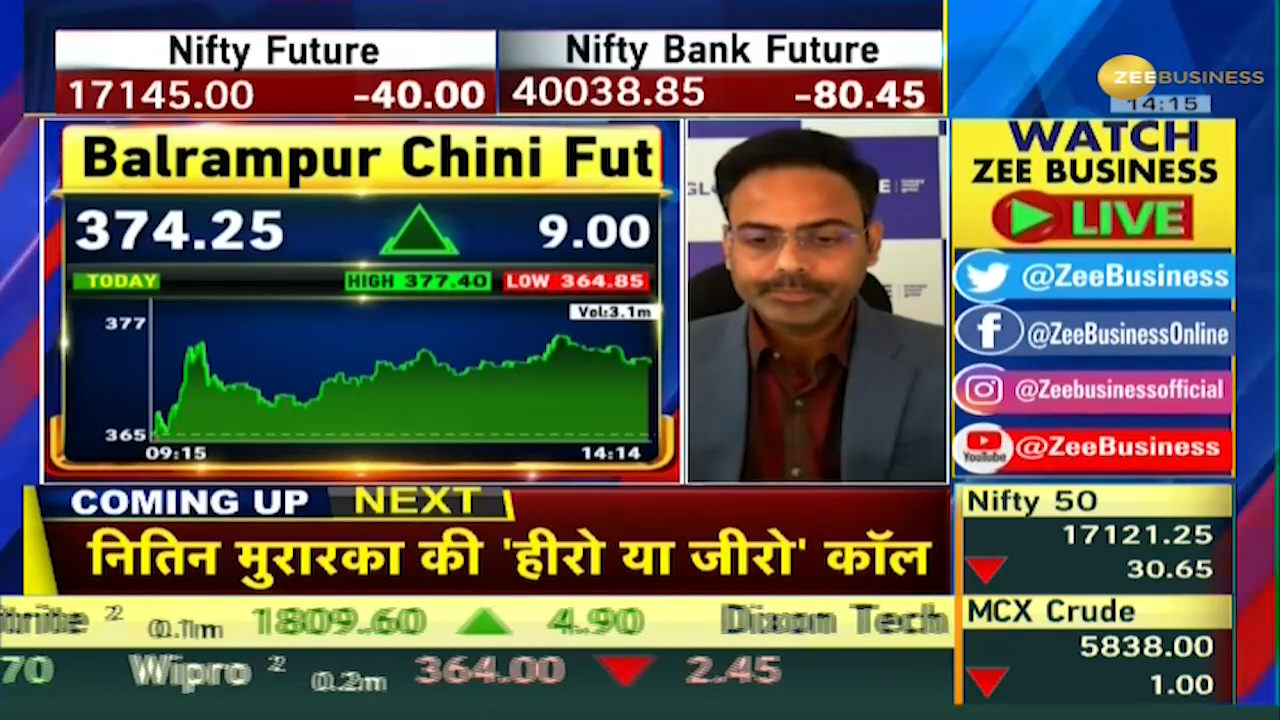 Nifty Future
17145.00 -40.00
Nifty Bank Future
40038.85 -80.45
ZEEBUSINESS
14:15
Balrampur Chini Fut
374.25 9.00
TODAY HIGH 377.40 LOW 364.85
Vol:3.1m
377
365
09:15 14:14
WATCH
ZEE BUSINESS
LIVE
@ZeeBusiness
@ZeeBusinessOnline
@Zeebusinessofficial
YouTube @ZeeBusiness
COMING UP NEXT
नितिन मुरारका की 'हीरो या जीरो' कॉल
Nifty 50
17121.25
30.65
MCX Crude
5838.00
1.00
trite 2 0.1m 1809.60 4.90 Dixon Tech
70 Wipro 2 0.2m 364.00 2.45